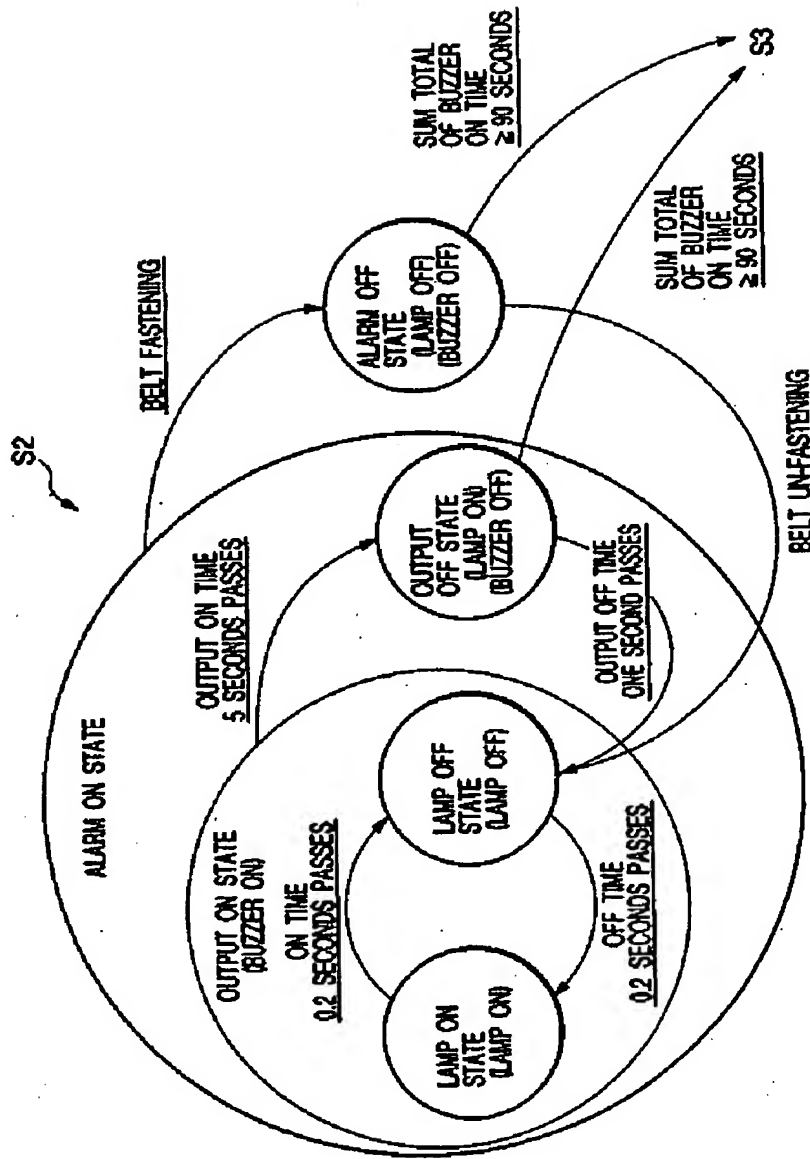 S2
ALARM ON STATE
BELT FASTENING
OUTPUT ON TIME
5 SECONDS PASSES
OUTPUT ON STATE
(BUZZER ON)
ON TIME
0.2 SECONDS PASSES
LAMP ON
STATE
(LAMP ON)
LAMP OFF
STATE
(LAMP OFF)
OFF TIME
0.2 SECONDS PASSES
OUTPUT
OFF STATE
(LAMP ON)
(BUZZER OFF)
OUTPUT OFF TIME
ONE SECOND PASSES
ALARM OFF
STATE
(LAMP OFF)
(BUZZER OFF)
SUM TOTAL
OF BUZZER
ON TIME
≥ 90 SECONDS
SUM TOTAL
OF BUZZER
ON TIME
≥ 90 SECONDS
BELT UN-FASTENING
S3